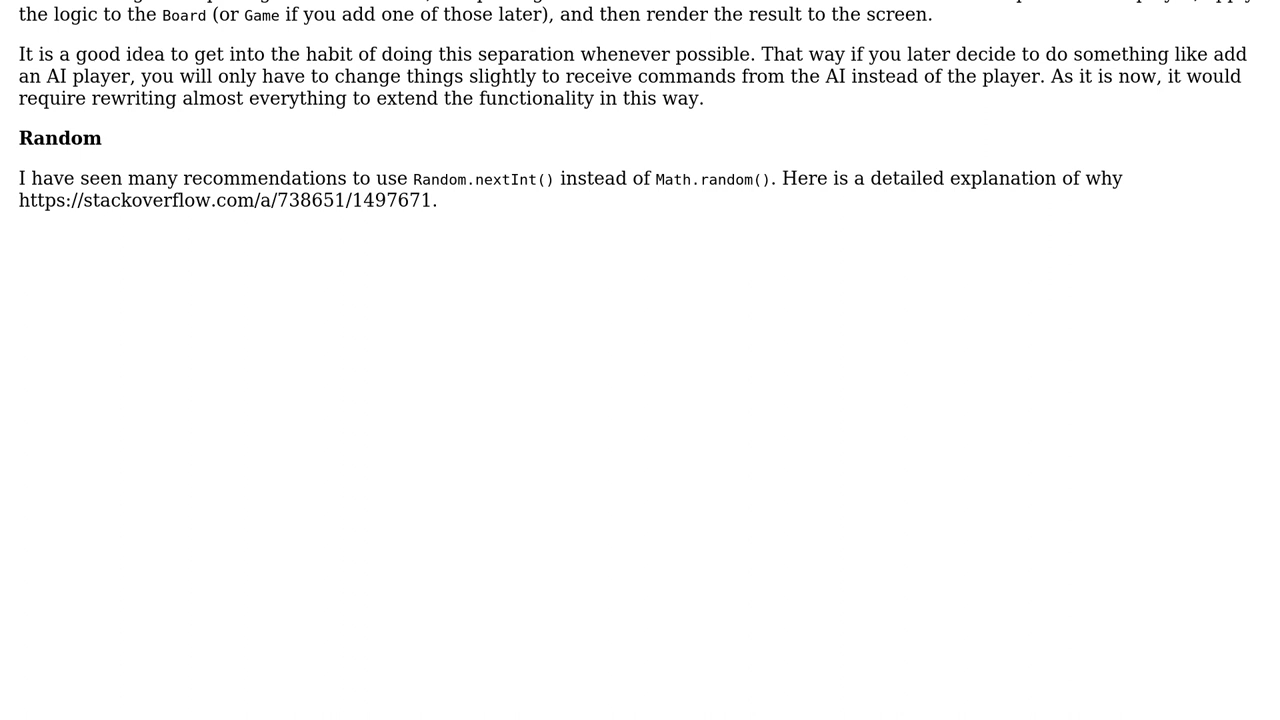 the logic to the Board (or Game if you add one of those later), and then render the result to the screen.
It is a good idea to get into the habit of doing this separation whenever possible. That way if you later decide to do something like add
an AI player, you will only have to change things slightly to receive commands from the AI instead of the player. As it is now, it would
require rewriting almost everything to extend the functionality in this way.
Random
I have seen many recommendations to use Random.nextInt() instead of Math.random(). Here is a detailed explanation of why
https://stackoverflow.com/a/738651/1497671.